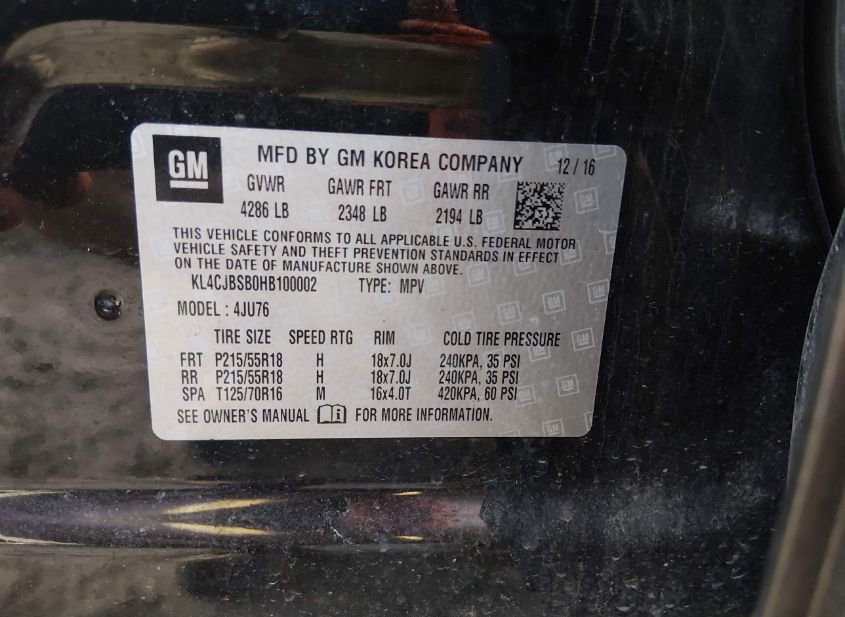 GM MFD BY GM KOREA COMPANY 12 / 16
GVWR GAWR FRT GAWR RR
4286 LB 2348 LB 2194 LB
THIS VEHICLE CONFORMS TO ALL APPLICABLE U.S. FEDERAL MOTOR
VEHICLE SAFETY AND THEFT PREVENTION STANDARDS IN EFFECT
ON THE DATE OF MANUFACTURE SHOWN ABOVE.
KL4CJBSB0HB100002 TYPE: MPV
MODEL : 4JU76
TIRE SIZE SPEED RTG RIM COLD TIRE PRESSURE
FRT P215/55R18 H 18x7.0J 240KPA, 35 PSI
RR P215/55R18 H 18x7.0J 240KPA, 35 PSI
SPA T125/70R16 M 16x4.0T 420KPA, 60 PSI
SEE OWNER'S MANUAL FOR MORE INFORMATION.